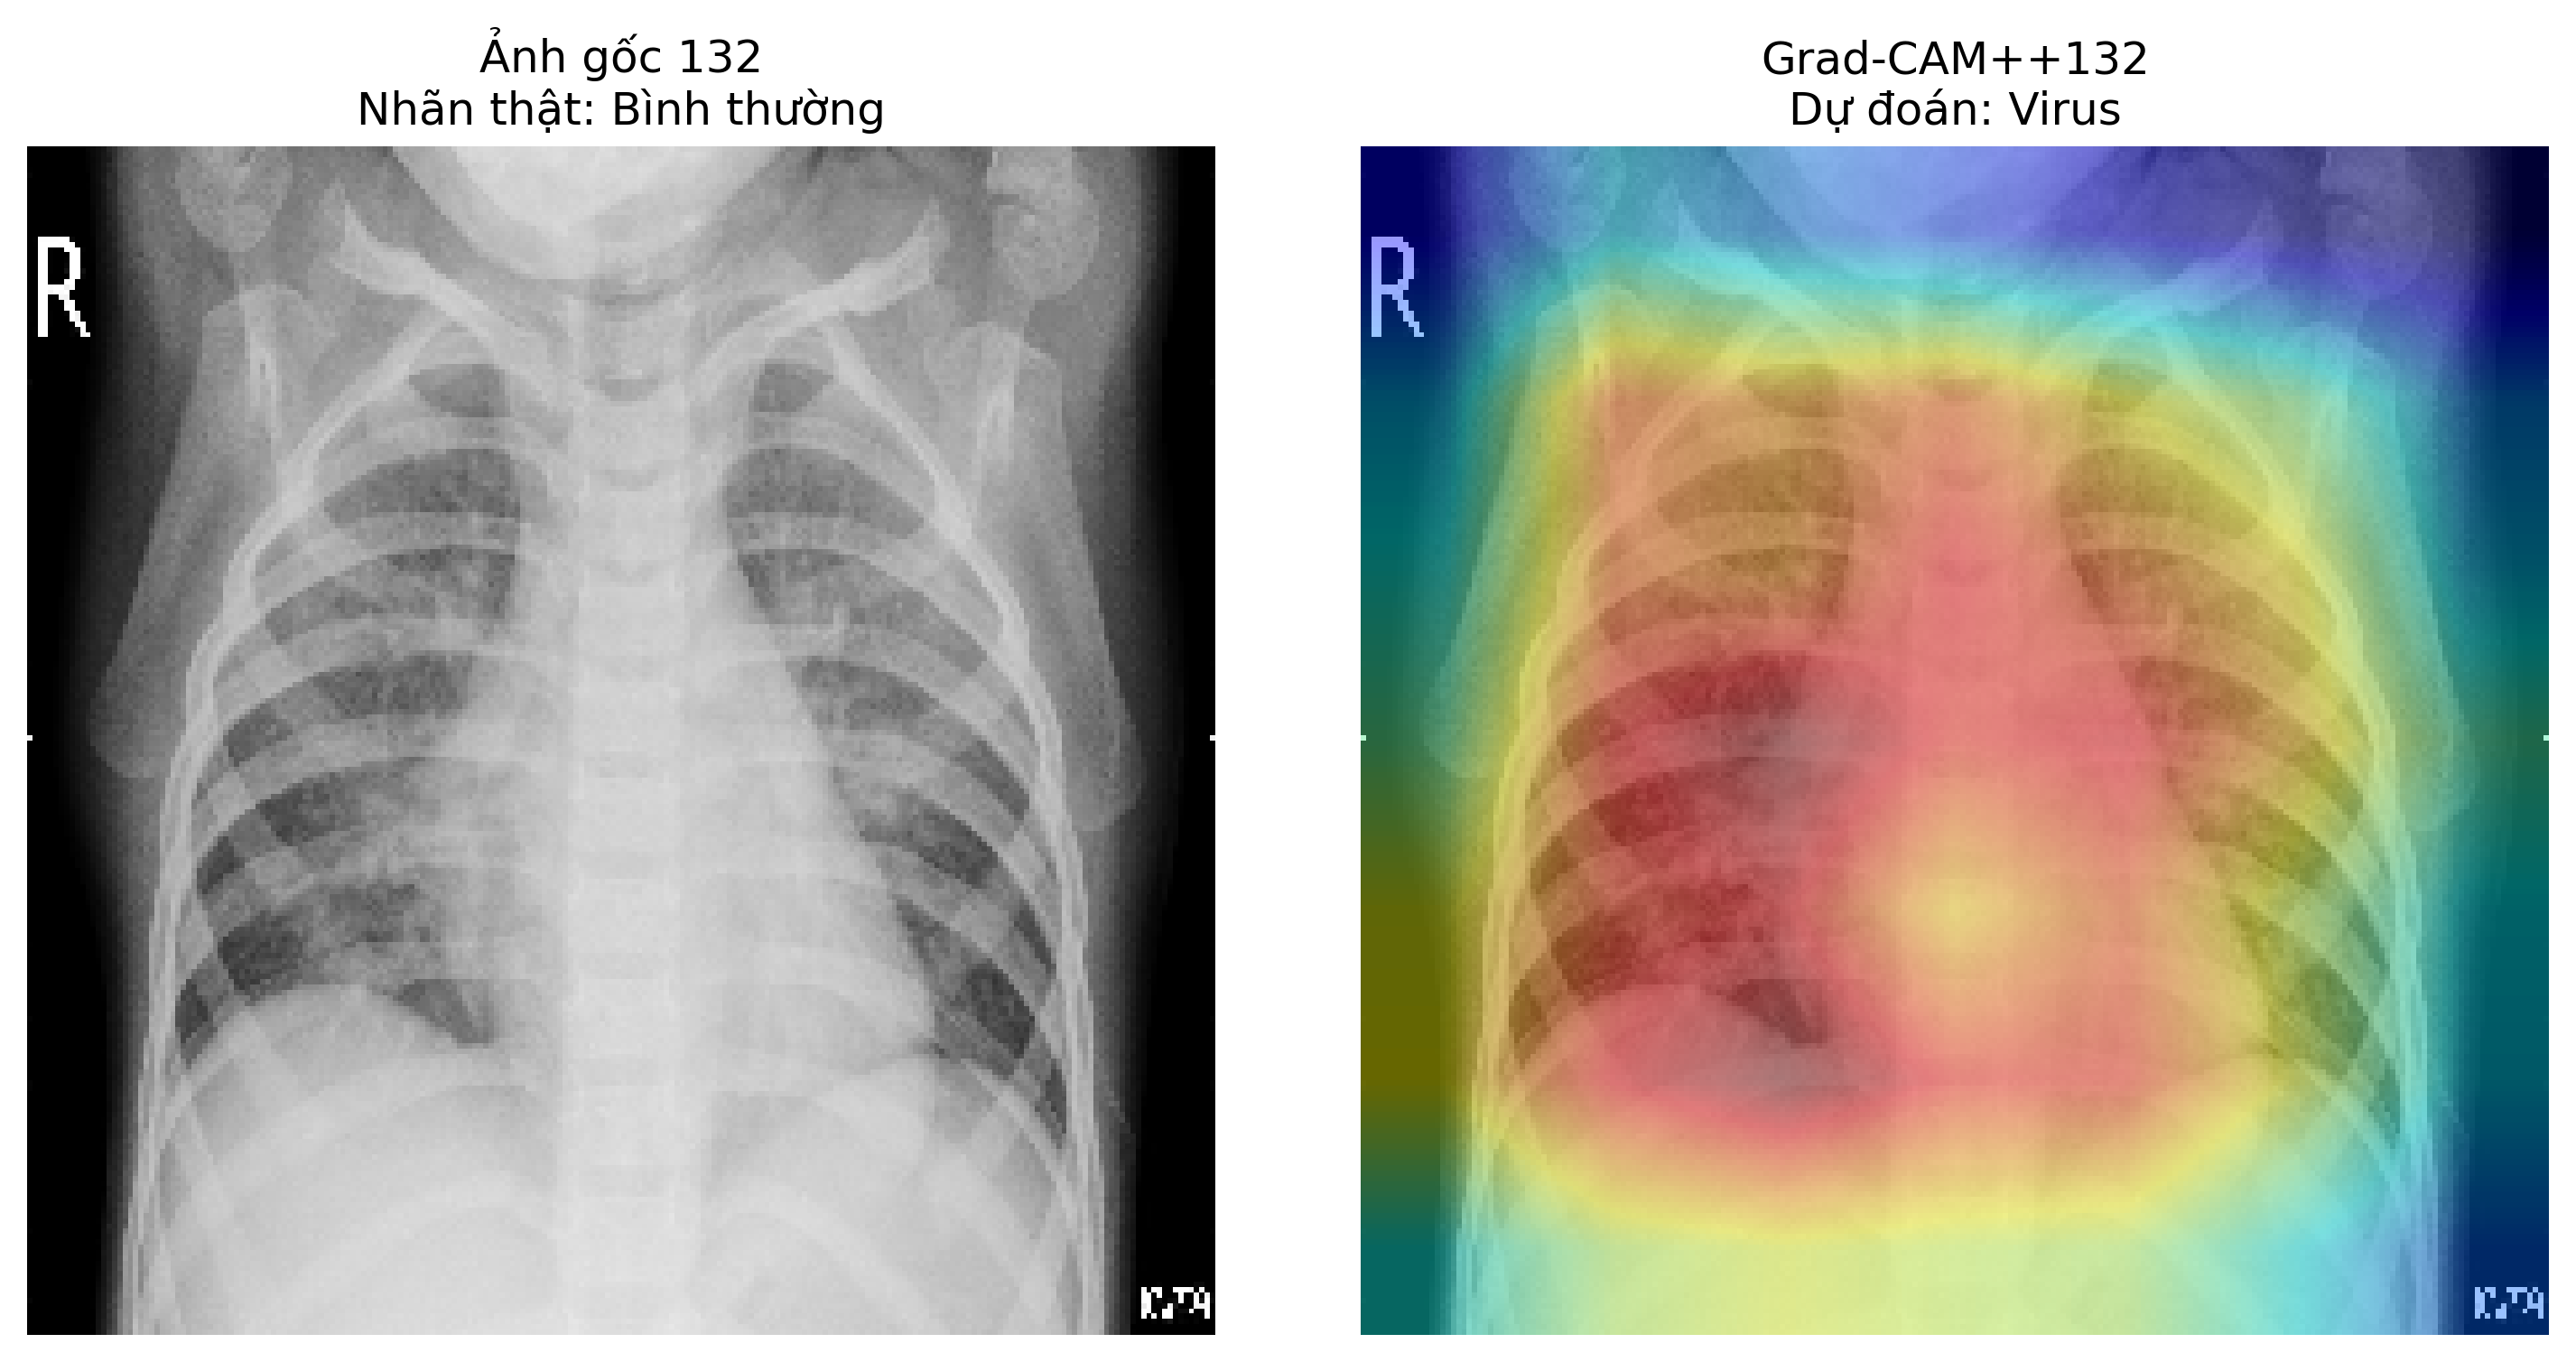 Ảnh gốc 132
Nhãn thật: Bình thường
Grad-CAM++132
Dự đoán: Virus
R
R